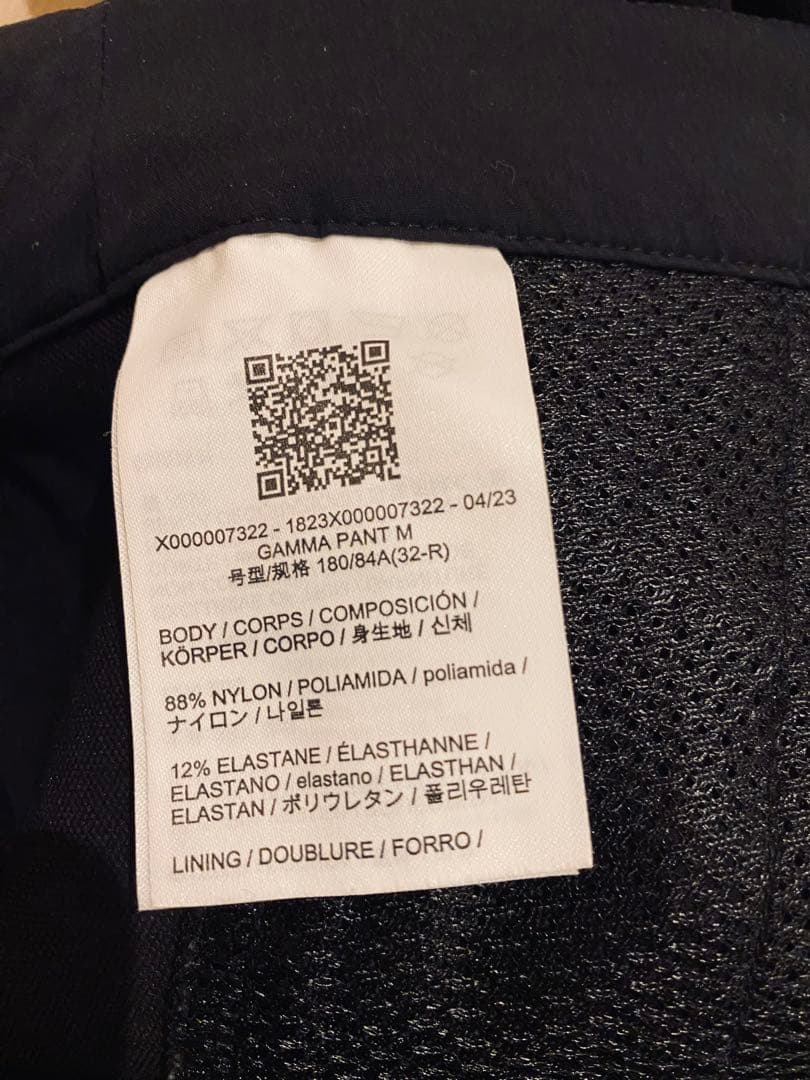 X000007322 - 1823X000007322 - 04/23
GAMMA PANT M
号型/规格 180/84A(32-R)
BODY / CORPS / COMPOSICIÓN /
KÖRPER / CORPO / 身生地 / 신체
88% NYLON / POLIAMIDA / poliamida /
ナイロン / 나일론
12% ELASTANE / ÉLASTHANNE /
ELASTANO / elastano / ELASTHAN /
ELASTAN / ポリウレタン / 폴리우레탄
LINING / DOUBLURE / FORRO /